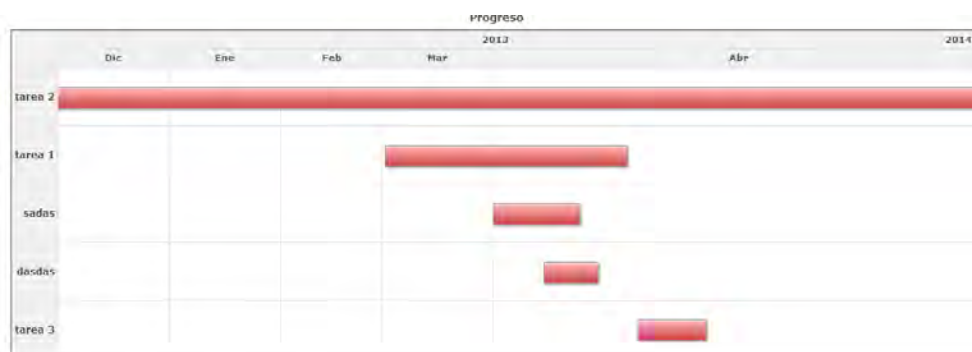 Progreso
2013
2014
Dic Ene Feb Mar Abr
tarea 2
tarea 1
sadas
dasdas
tarea 3